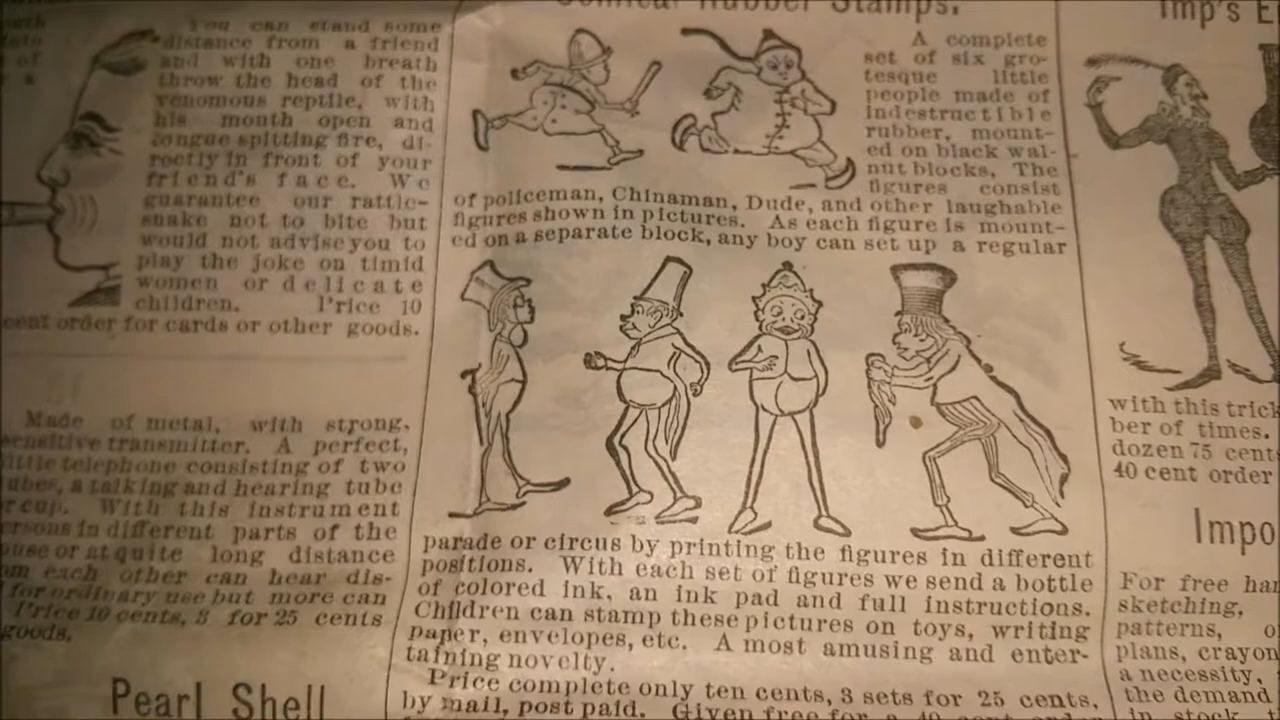 You can stand some
distance from a friend
and with one breath
throw the head of the
venomous reptile, with
his mouth open and
tongue spitting fire, di-
rectly in front of your
friend's face. We
guarantee our rattle-
snake not to bite but
would not advise you to
play the joke on timid
women or delicate
children. Price 10
cent order for cards or other goods.
Made of metal, with strong,
sensitive transmitter. A perfect,
little telephone consisting of two
tubes, a talking and hearing tube
or cup. With this instrument
persons in different parts of the
house or at quite long distance
from each other can hear dis-
for ordinary use but more can
Price 10 cents, 3 for 25 cents
goods.
Pearl Shell
Comical Rubber Stamps.
A complete
set of six gro-
tesque little
people made of
indestructible
rubber, mount-
ed on black wal-
nut blocks. The
figures consist
of policeman, Chinaman, Dude, and other laughable
figures shown in pictures. As each figure is mount-
ed on a separate block, any boy can set up a regular
parade or circus by printing the figures in different
positions. With each set of figures we send a bottle
of colored ink, an ink pad and full instructions.
Children can stamp these pictures on toys, writing
paper, envelopes, etc. A most amusing and enter-
taining novelty.
Price complete only ten cents, 3 sets for 25 cents,
by mail, post paid. Given free for a 40 cent order
Imp's
with this trick
ber of times.
dozen 75 cents
40 cent order
Impo
For free han
sketching,
patterns, o
plans, crayon
a necessity,
the demand
in stock